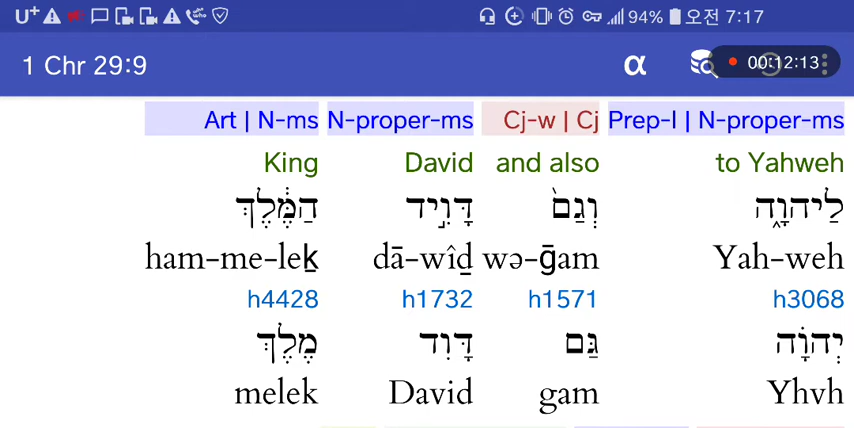 U+ 94% 오전 7:17
1 Chr 29:9 α 00:12:13
Art | N-ms N-proper-ms Cj-w | Cj Prep-l | N-proper-ms
King David and also to Yahweh
לַיהוָ֑ה וְגַם֙ דָּוִ֣יד הַמֶּ֔לֶךְ
ham-me-leḵ dā-wîḏ wə-ḡam Yah-weh
h4428 h1732 h1571 h3068
יְהֹוָ֗ה גַּם דָּוִד מֶלֶךְ
melek David gam Yhvh